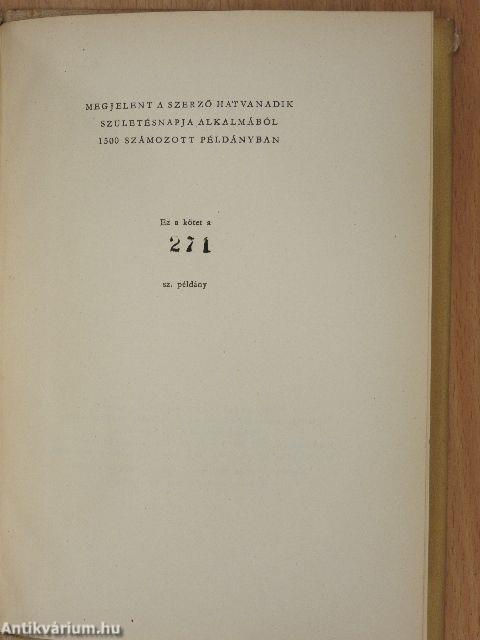 MEGJELENT A SZERZŐ HATVANADIK
SZÜLETÉSNAPJA ALKALMÁBÓL
1500 SZÁMOZOTT PÉLDÁNYBAN
Ez a kötet a
271
sz. példány
Antikvárium.hu